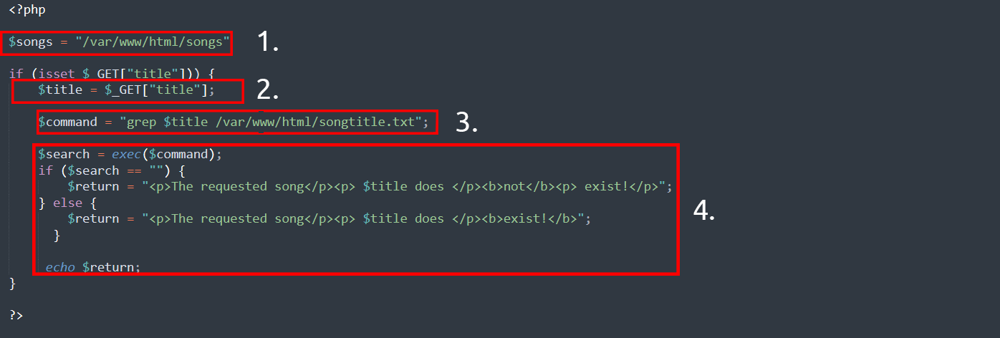 <?php
$songs = "/var/www/html/songs" 1.
if (isset $_GET["title"])) {
$title = $_GET["title"]; 2.
$command = "grep $title /var/www/html/songtitle.txt"; 3.
$search = exec($command);
if ($search == "") {
$return = "<p>The requested song</p><p> $title does </p><b>not</b><p> exist!</p>";
} else { 4.
$return = "<p>The requested song</p><p> $title does </p><b>exist!</b>";
}
echo $return;
}
?>